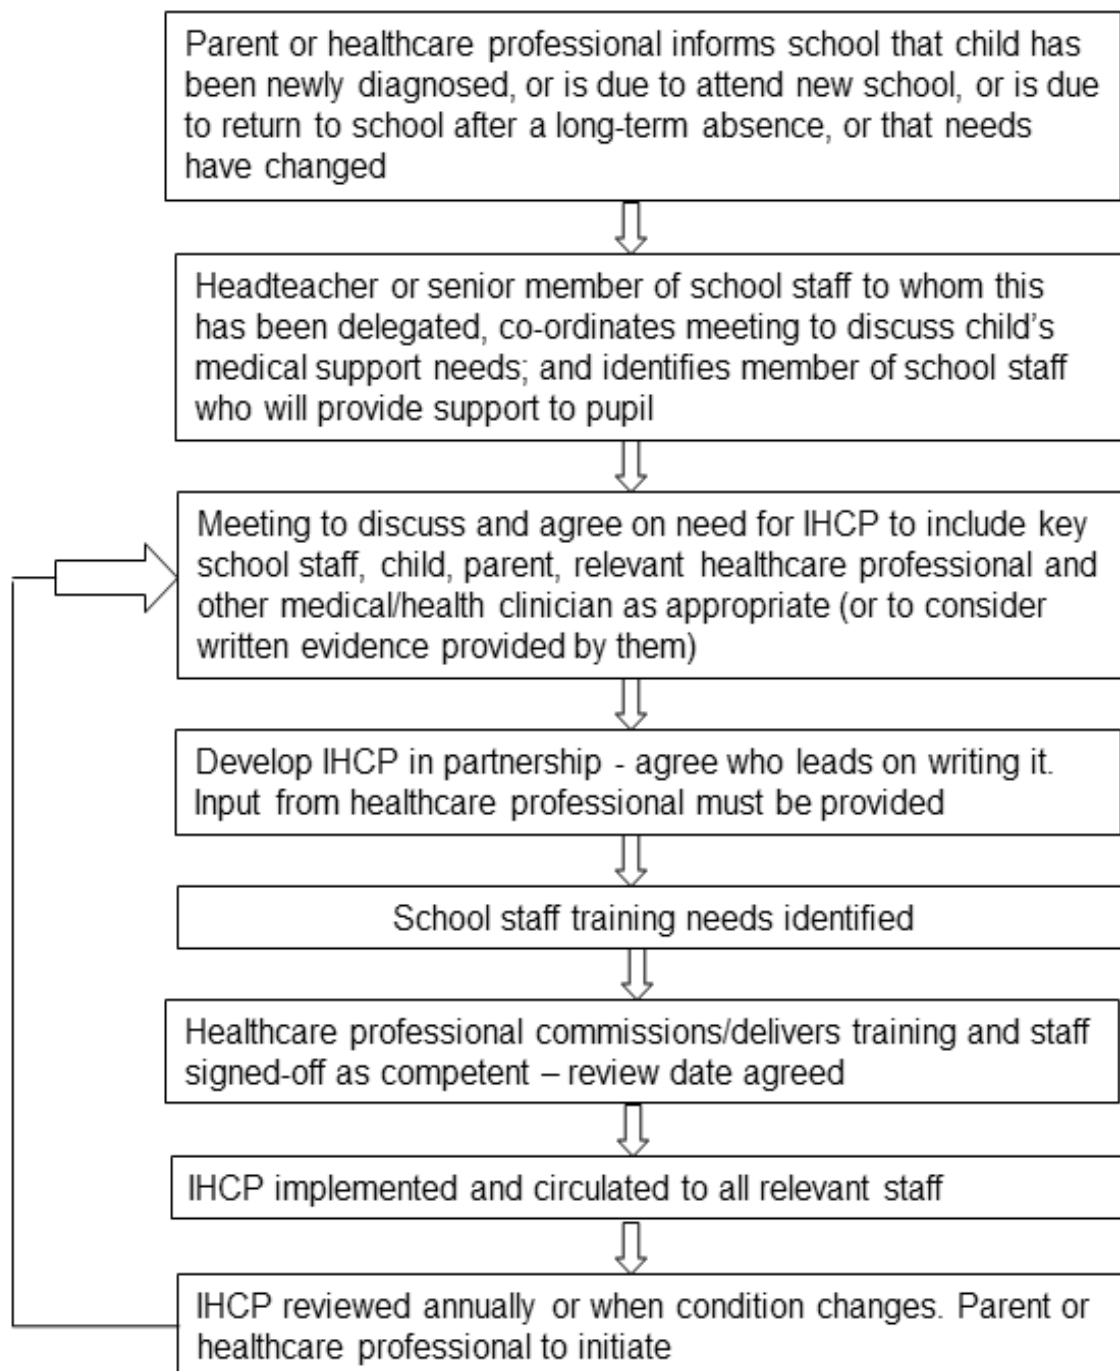 Parent or healthcare professional informs school that child has
been newly diagnosed, or is due to attend new school, or is due
to return to school after a long-term absence, or that needs
have changed
Headteacher or senior member of school staff to whom this
has been delegated, co-ordinates meeting to discuss child's
medical support needs; and identifies member of school staff
who will provide support to pupil
Meeting to discuss and agree on need for IHCP to include key
school staff, child, parent, relevant healthcare professional and
other medical/health clinician as appropriate (or to consider
written evidence provided by them)
Develop IHCP in partnership - agree who leads on writing it.
Input from healthcare professional must be provided
School staff training needs identified
Healthcare professional commissions/delivers training and staff
signed-off as competent – review date agreed
IHCP implemented and circulated to all relevant staff
IHCP reviewed annually or when condition changes. Parent or
healthcare professional to initiate